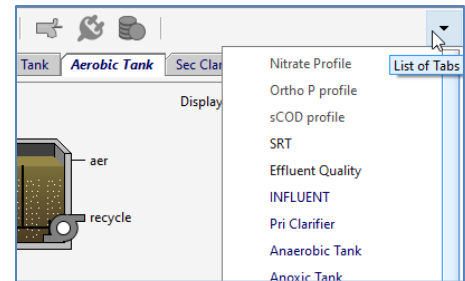 Tank Aerobic Tank Sec Clar
Nitrate Profile
List of Tabs
Ortho P profile
Display
sCOD profile
SRT
aer
Effluent Quality
INFLUENT
recycle
Pri Clarifier
Anaerobic Tank
Anoxic Tank